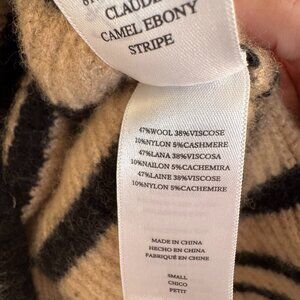 CLAUDE
CAMEL EBONY
STRIPE
47%WOOL 38%VISCOSE
10%NYLON 5%CASHMERE
47%LANA 38%VISCOSA
10%NAILON 5%CACHEMIRA
47%LAINE 38%VISCOSE
10%NYLON 5%CACHEMIRE
MADE IN CHINA
HECHO EN CHINA
FABRIQUÉ EN CHINE
SMALL
CHICO
PETIT